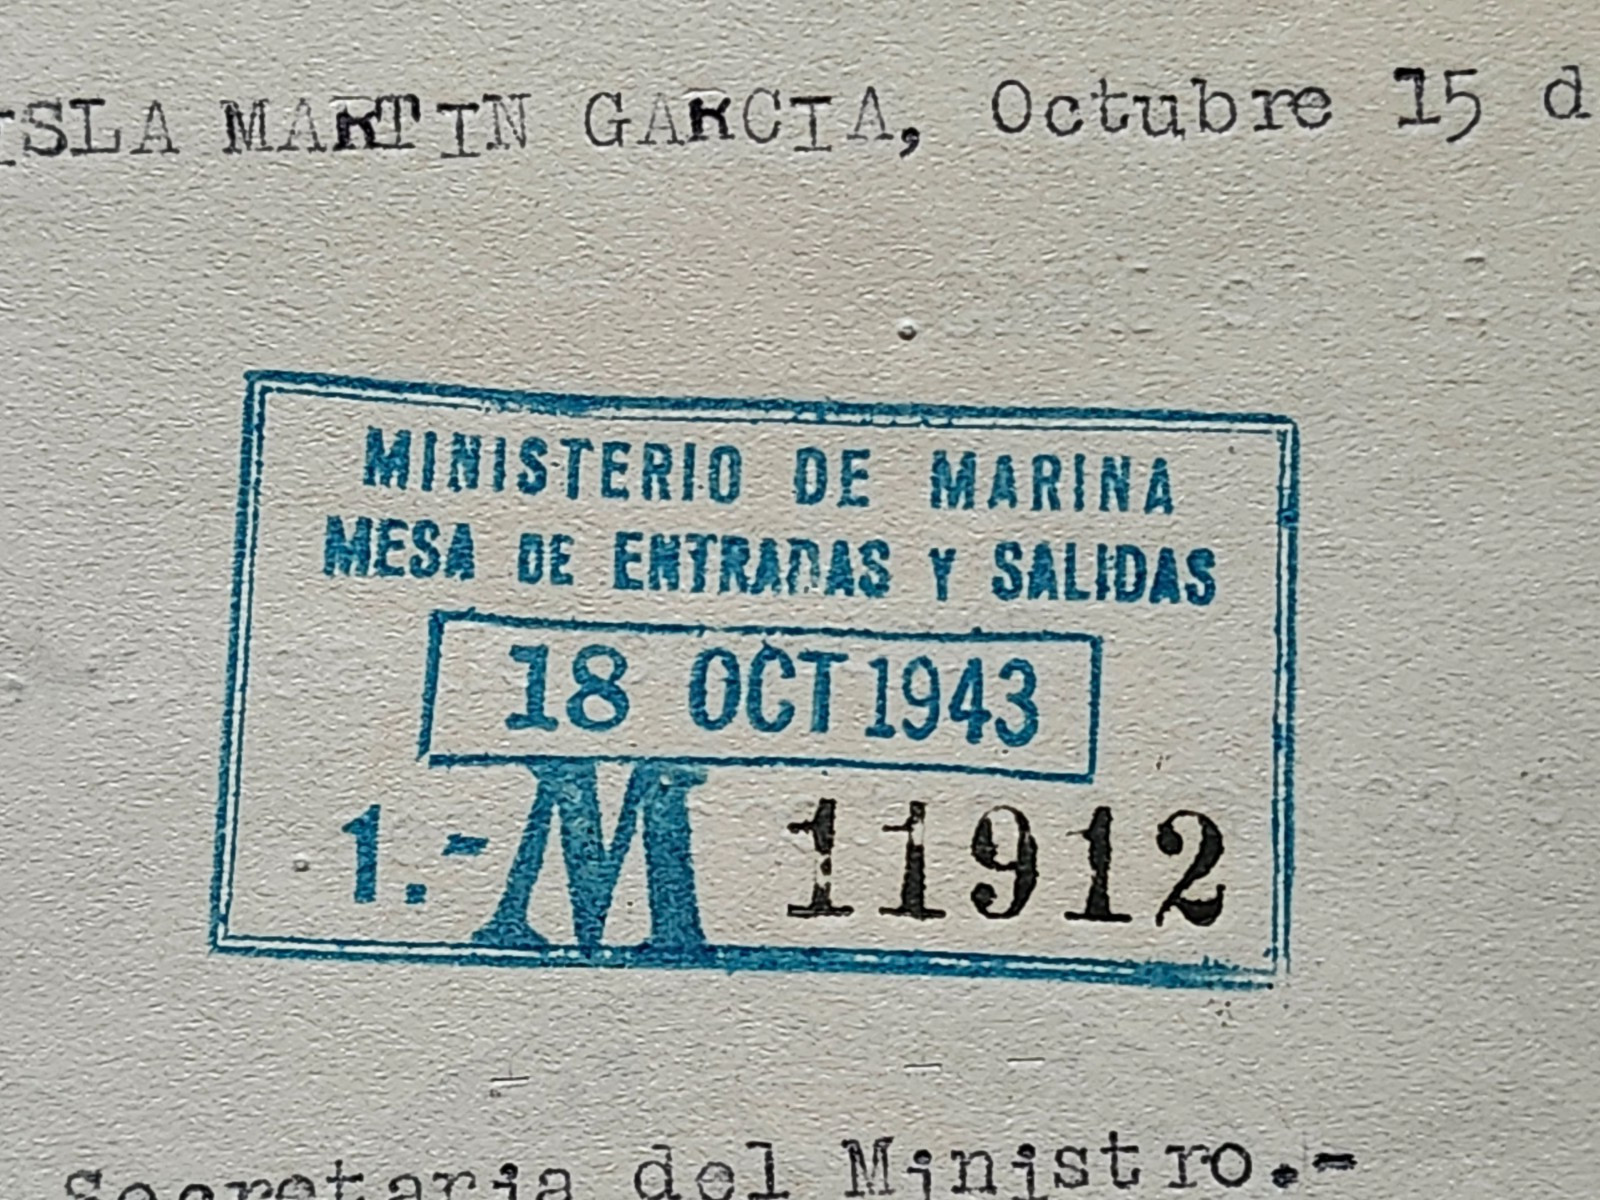 ISLA MARTIN GARCIA, Octubre 15 d
MINISTERIO DE MARINA
MESA DE ENTRADAS Y SALIDAS
18 OCT 1943
1.-M 11912
Secretaria del Ministro.-